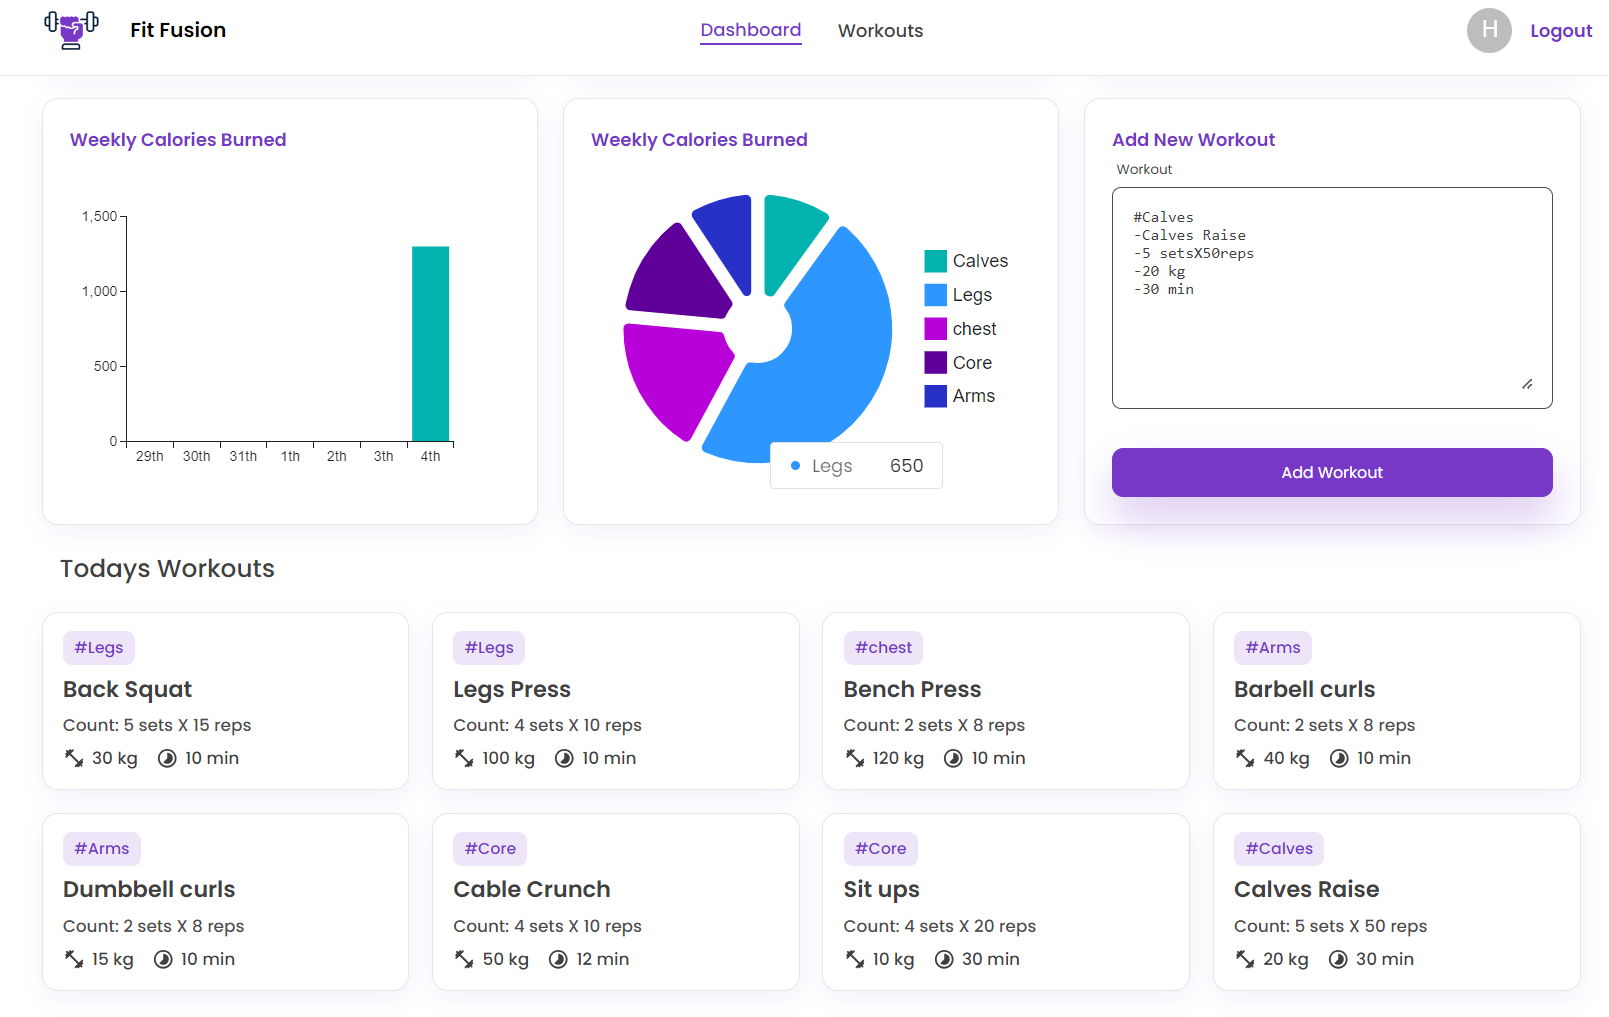 Fit Fusion
Dashboard
Workouts
H
Logout
Weekly Calories Burned
1,500
1,000
500
0
29th 30th 31th 1th 2th 3th 4th
Weekly Calories Burned
Calves
Legs
chest
Core
Arms
Legs 650
Add New Workout
Workout
#Calves
-Calves Raise
-5 setsX50reps
-20 kg
-30 min
Add Workout
Todays Workouts
#Legs
Back Squat
Count: 5 sets X 15 reps
30 kg 10 min
#Legs
Legs Press
Count: 4 sets X 10 reps
100 kg 10 min
#chest
Bench Press
Count: 2 sets X 8 reps
120 kg 10 min
#Arms
Barbell curls
Count: 2 sets X 8 reps
40 kg 10 min
#Arms
Dumbbell curls
Count: 2 sets X 8 reps
15 kg 10 min
#Core
Cable Crunch
Count: 4 sets X 10 reps
50 kg 12 min
#Core
Sit ups
Count: 4 sets X 20 reps
10 kg 30 min
#Calves
Calves Raise
Count: 5 sets X 50 reps
20 kg 30 min